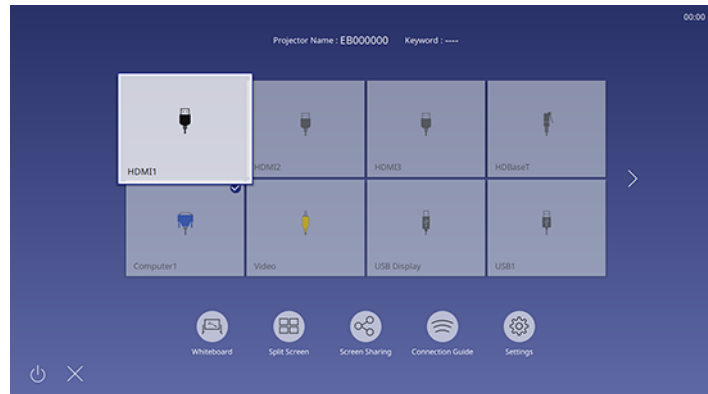 00:00
Projector Name : EB000000 Keyword : ----
HDMI1
HDMI2
HDMI3
HDBaseT
Computer1
Video
USB Display
USB1
Whiteboard
Split Screen
Screen Sharing
Connection Guide
Settings